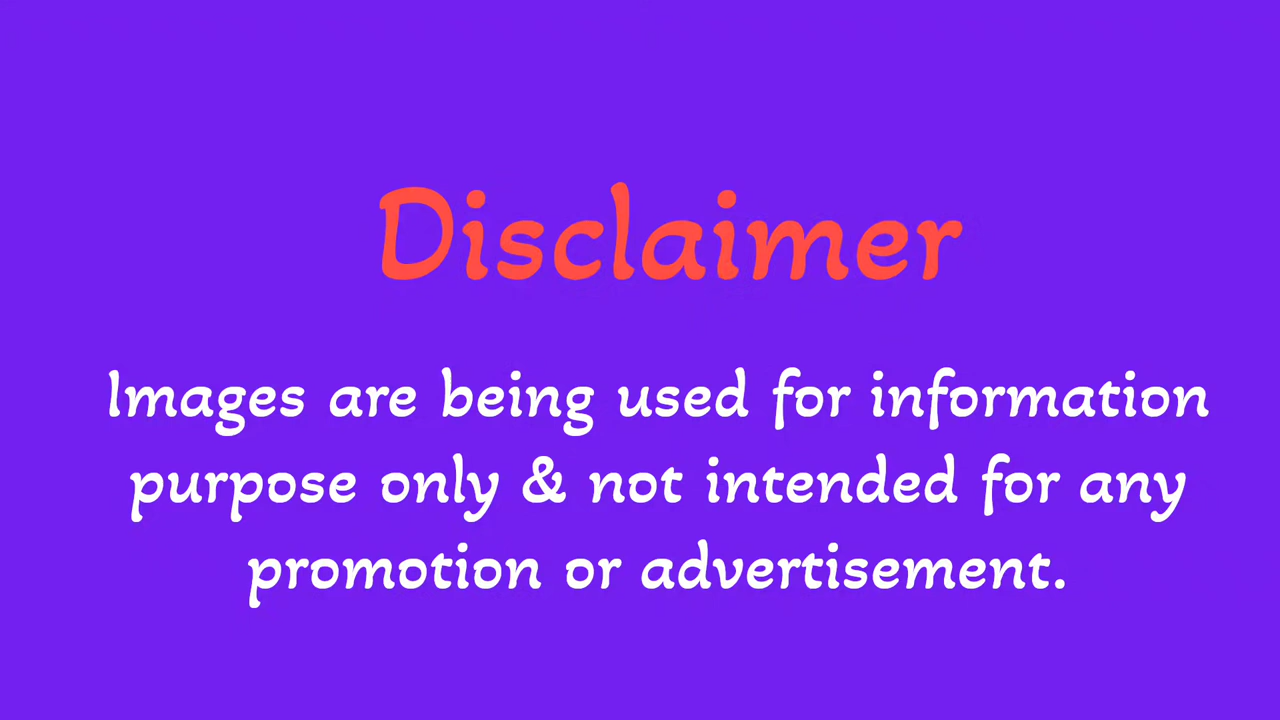 Disclaimer
Images are being used for information
purpose only & not intended for any
promotion or advertisement.